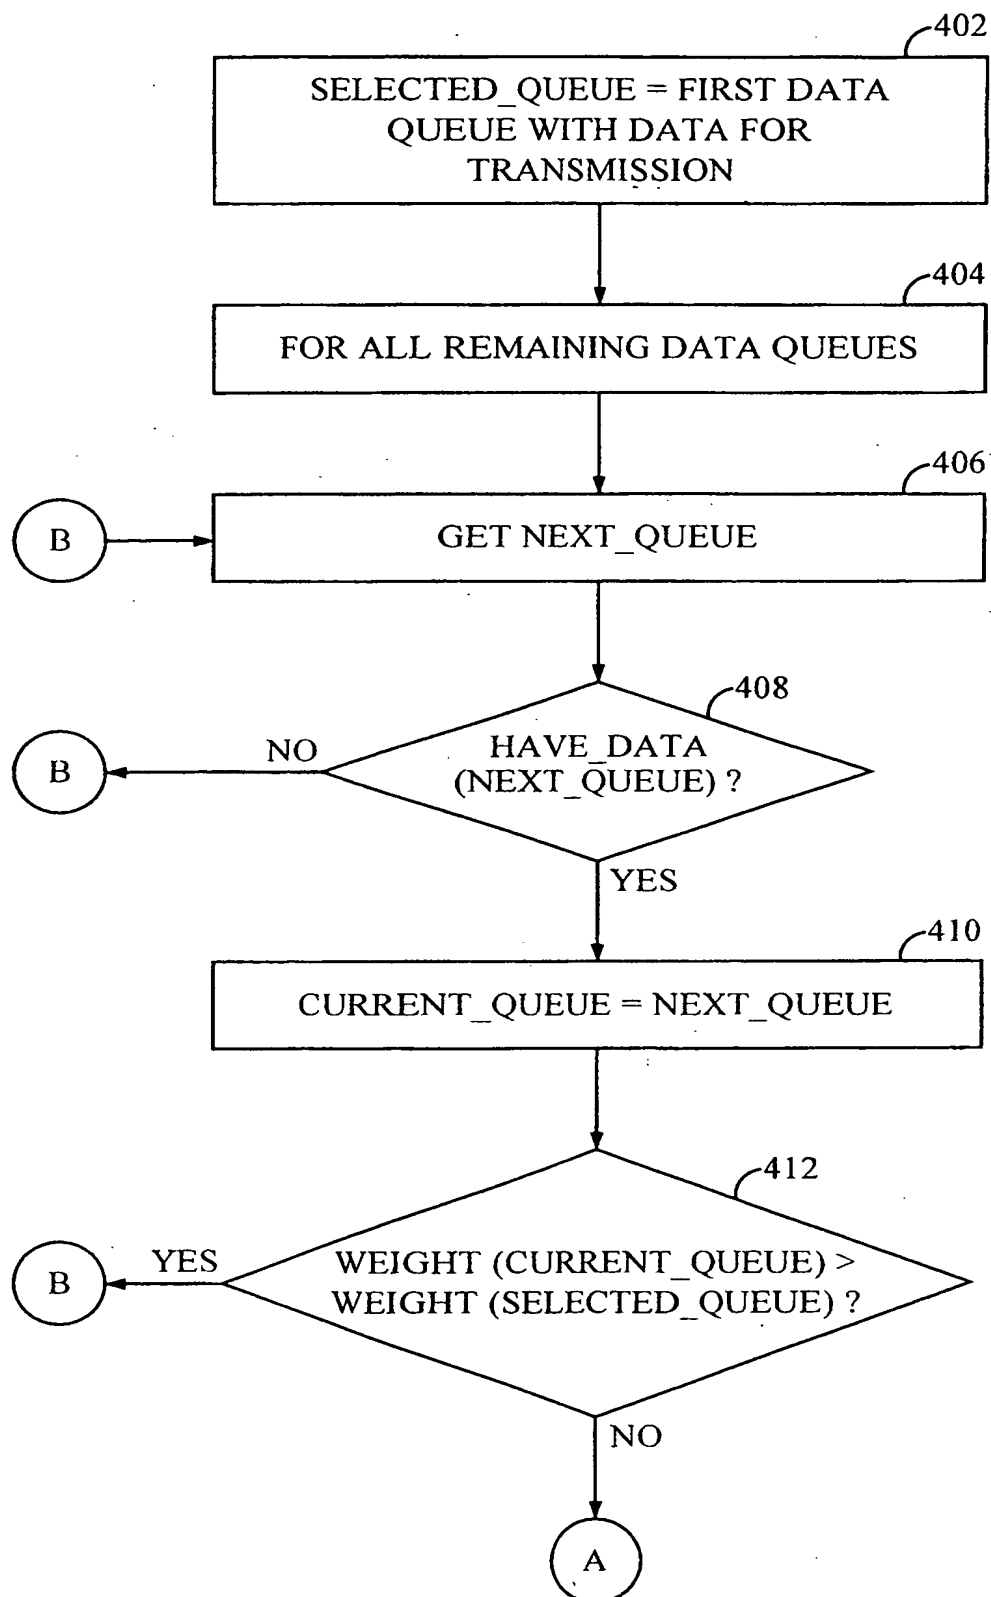 402
SELECTED_QUEUE = FIRST DATA
QUEUE WITH DATA FOR
TRANSMISSION
404
FOR ALL REMAINING DATA QUEUES
406
B
GET NEXT_QUEUE
408
B
NO
HAVE_DATA
(NEXT_QUEUE) ?
YES
410
CURRENT_QUEUE = NEXT_QUEUE
412
B
YES
WEIGHT (CURRENT_QUEUE) >
WEIGHT (SELECTED_QUEUE) ?
NO
A